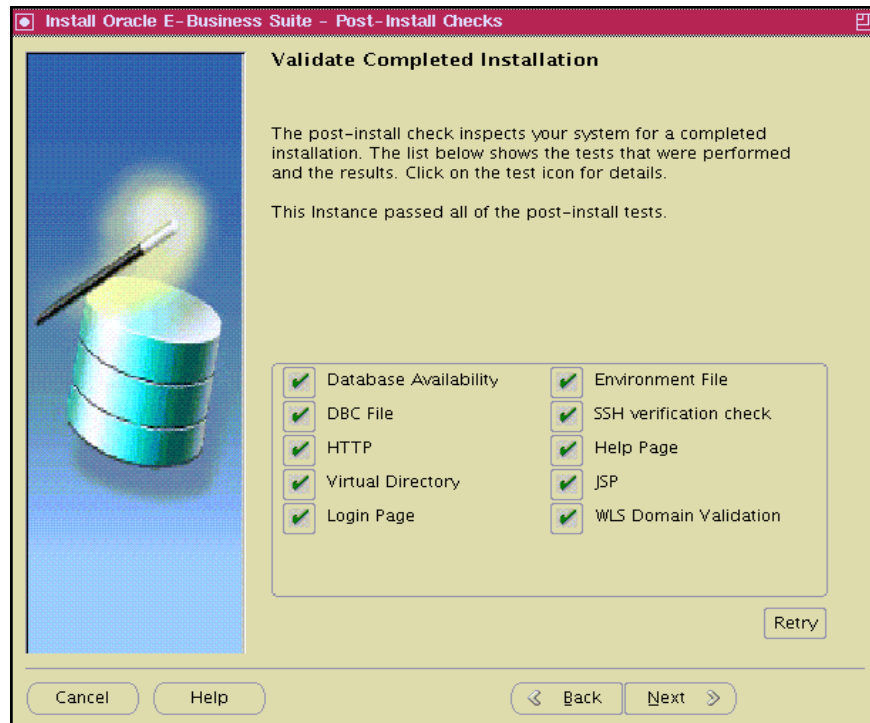 Install Oracle E-Business Suite - Post-Install Checks
Validate Completed Installation
The post-install check inspects your system for a completed
installation. The list below shows the tests that were performed
and the results. Click on the test icon for details.
This Instance passed all of the post-install tests.
Database Availability
Environment File
DBC File
SSH verification check
HTTP
Help Page
Virtual Directory
JSP
Login Page
WLS Domain Validation
Retry
Cancel
Help
Back
Next